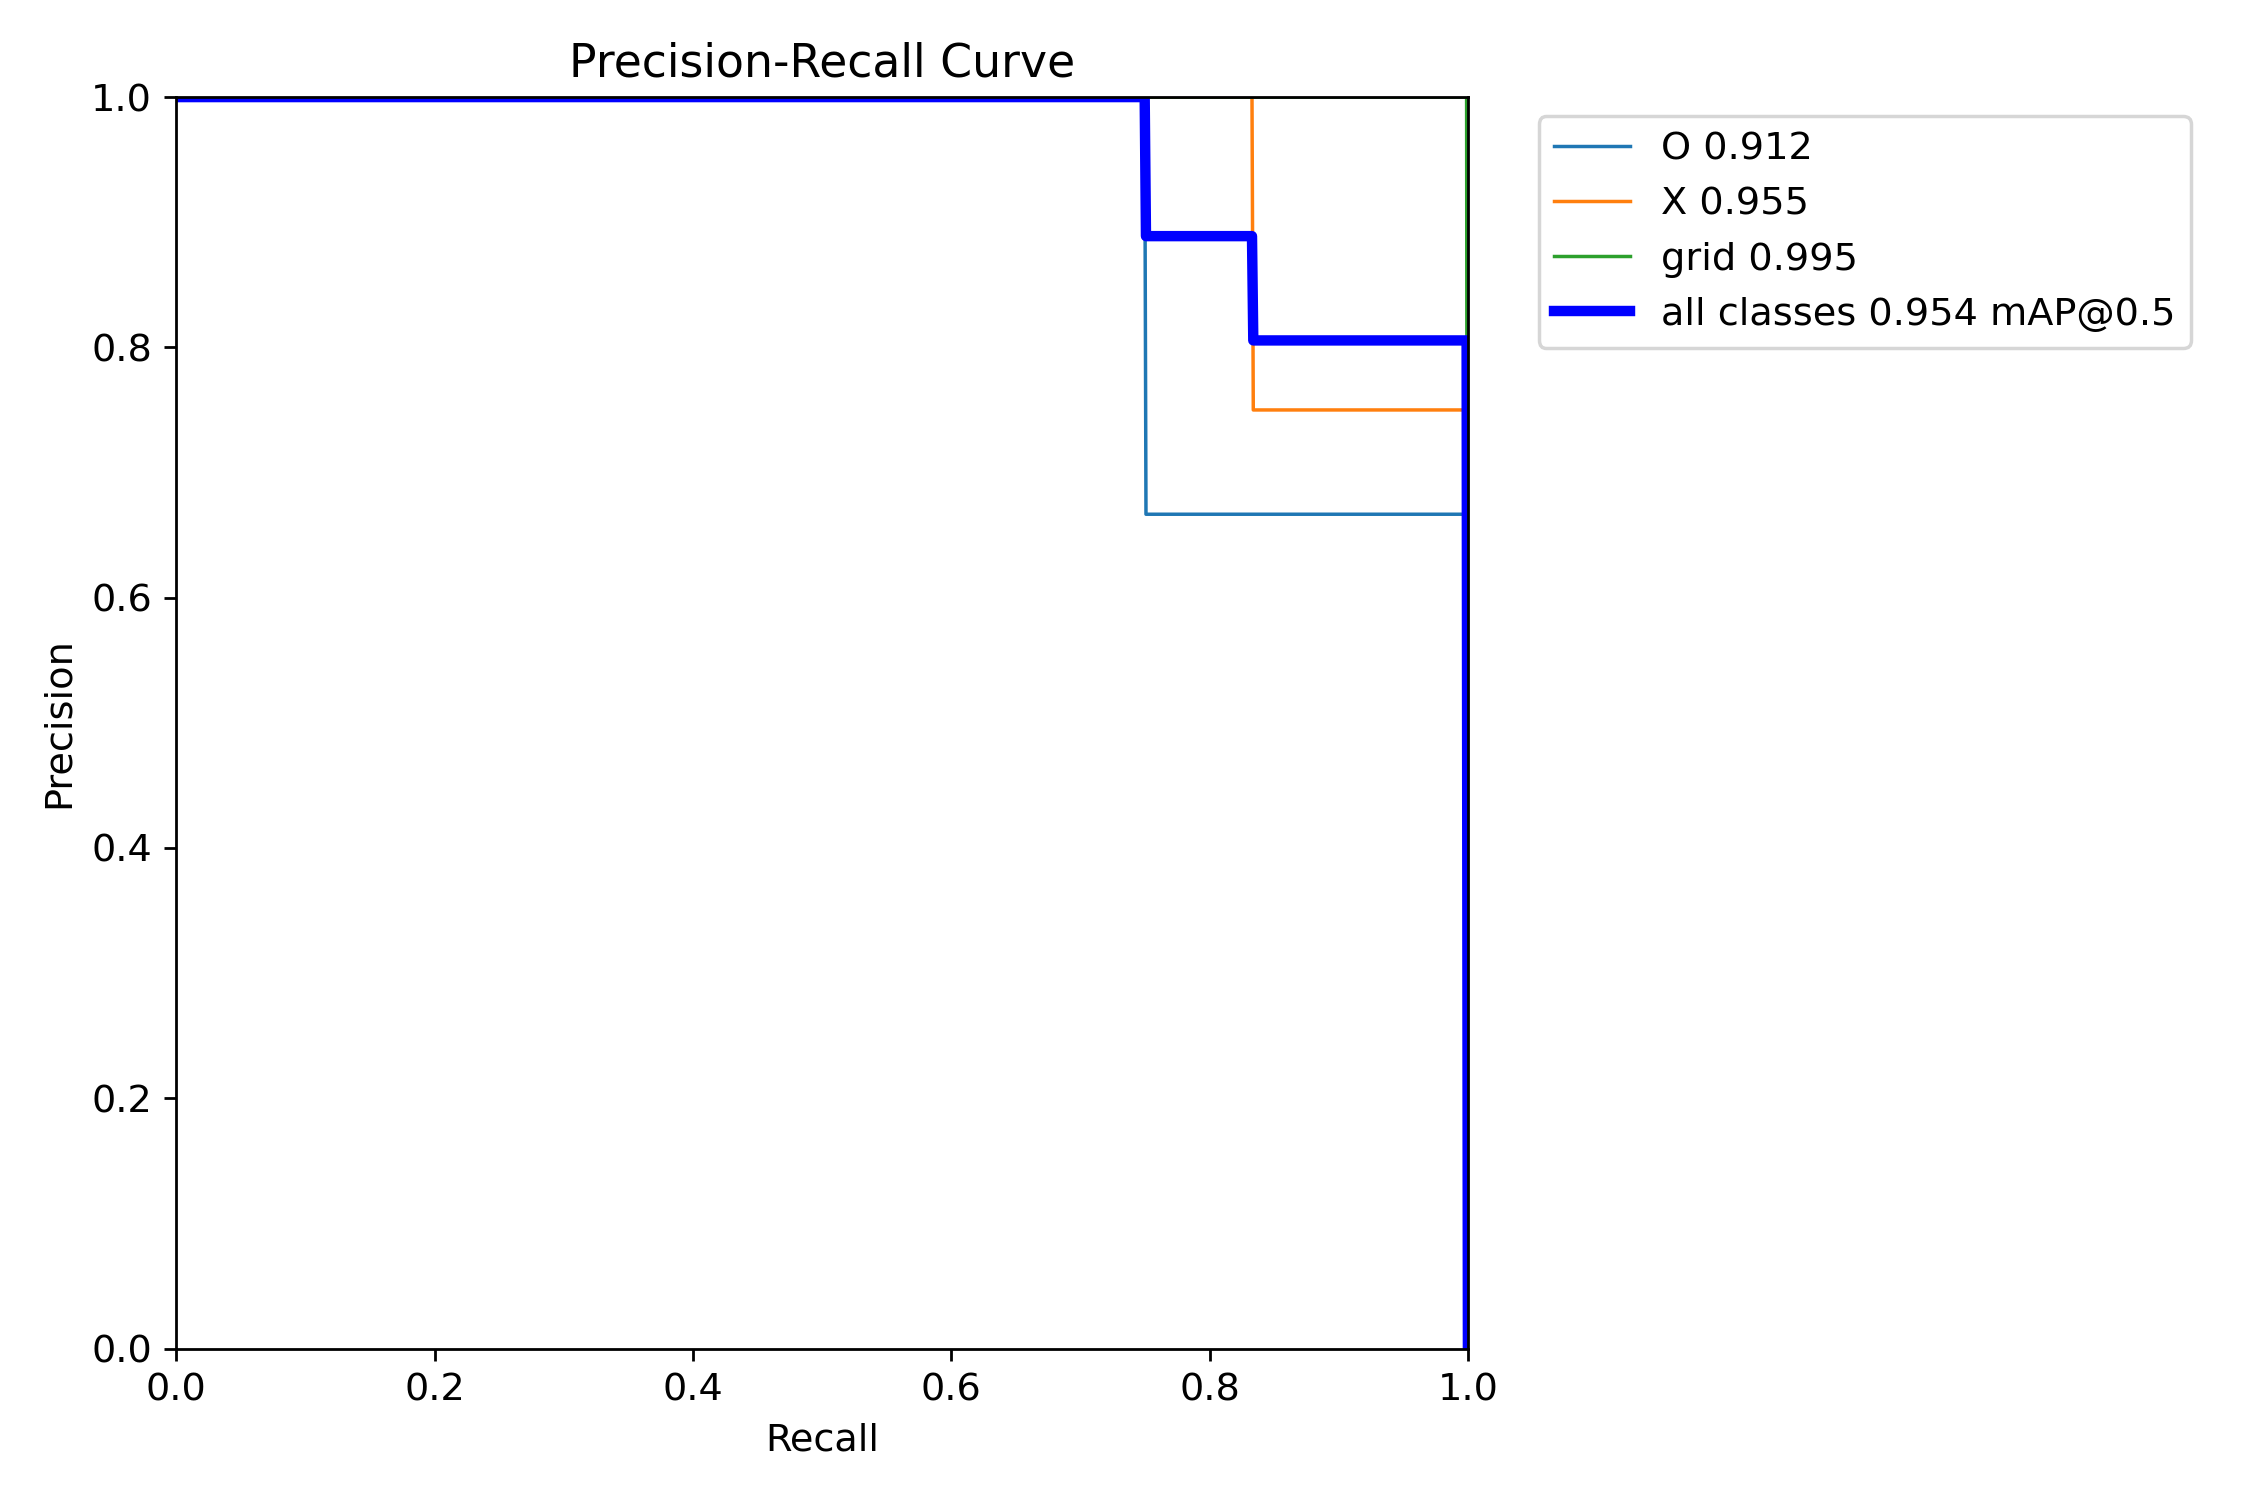 Precision-Recall Curve
1.0
0.8
0.6
0.4
0.2
0.0
Precision
0.0 0.2 0.4 0.6 0.8 1.0
Recall
O 0.912
X 0.955
grid 0.995
all classes 0.954 mAP@0.5